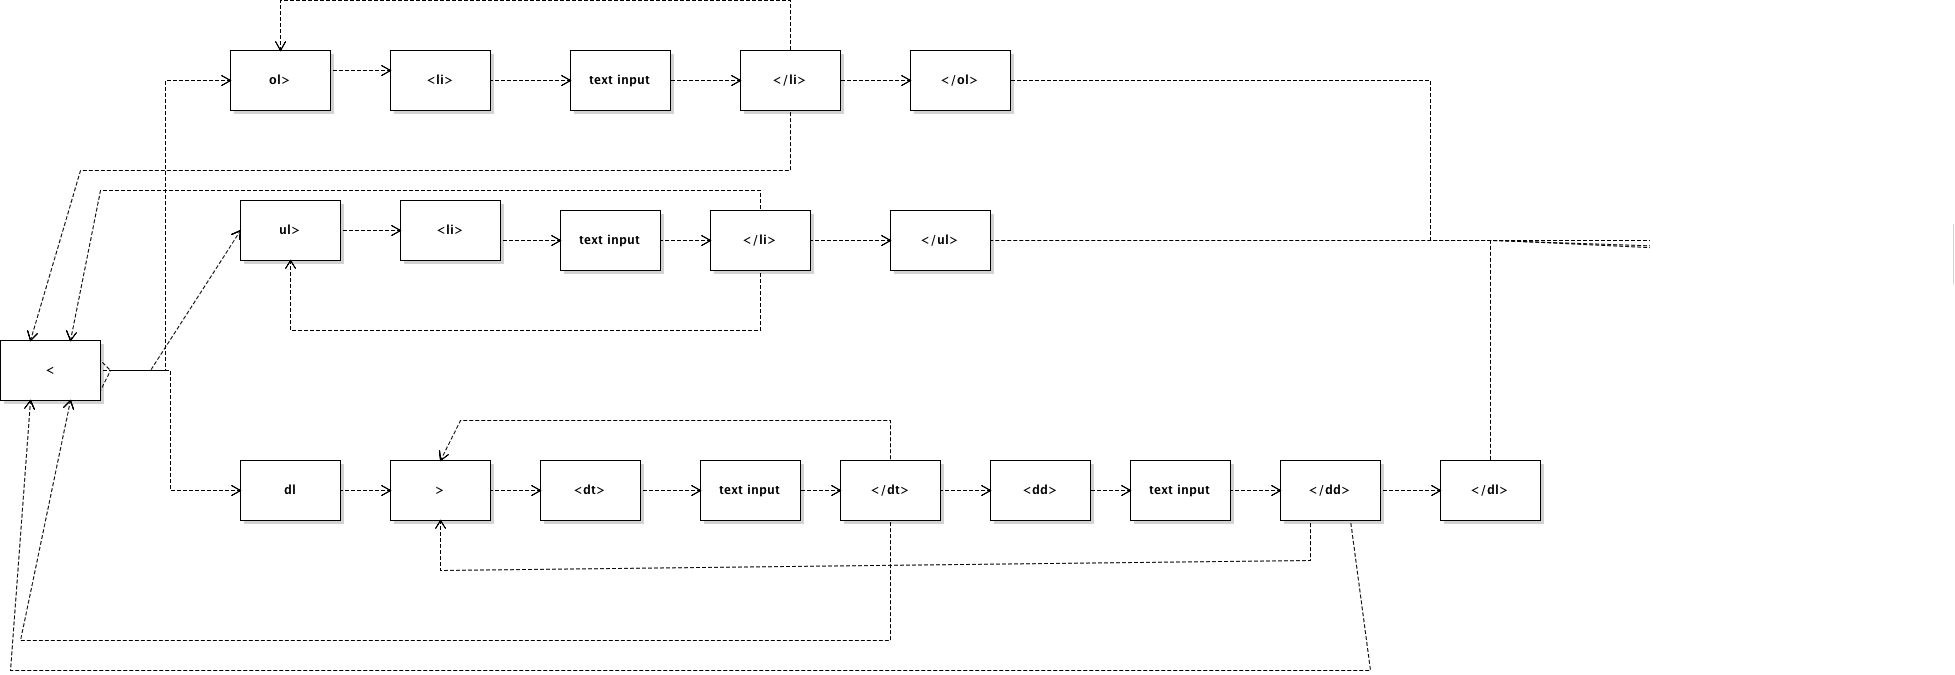 ol>
<li>
text input
</li>
</ol>
ul>
<li>
text input
</li>
</ul>
<
dl
>
<dt>
text input
</dt>
<dd>
text input
</dd>
</dl>